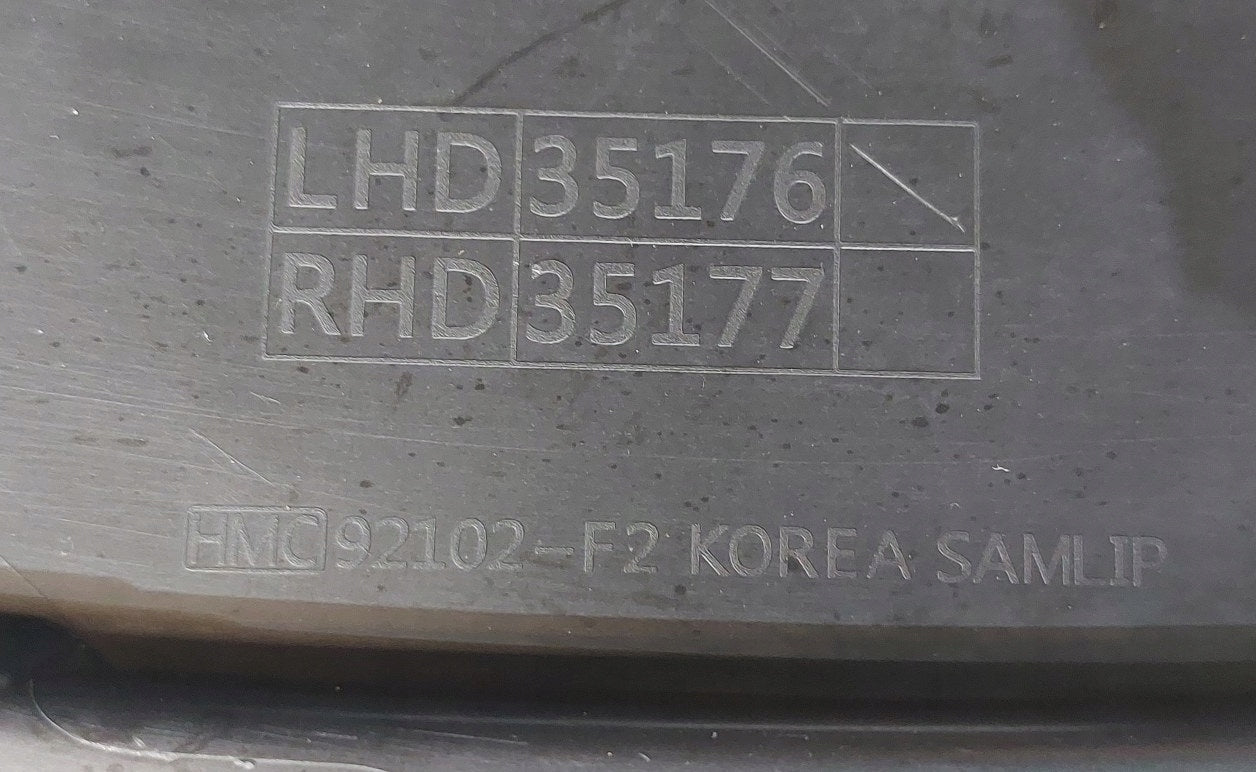 LHD 35176
RHD 35177
HMC 92102-F2 KOREA SAMLIP